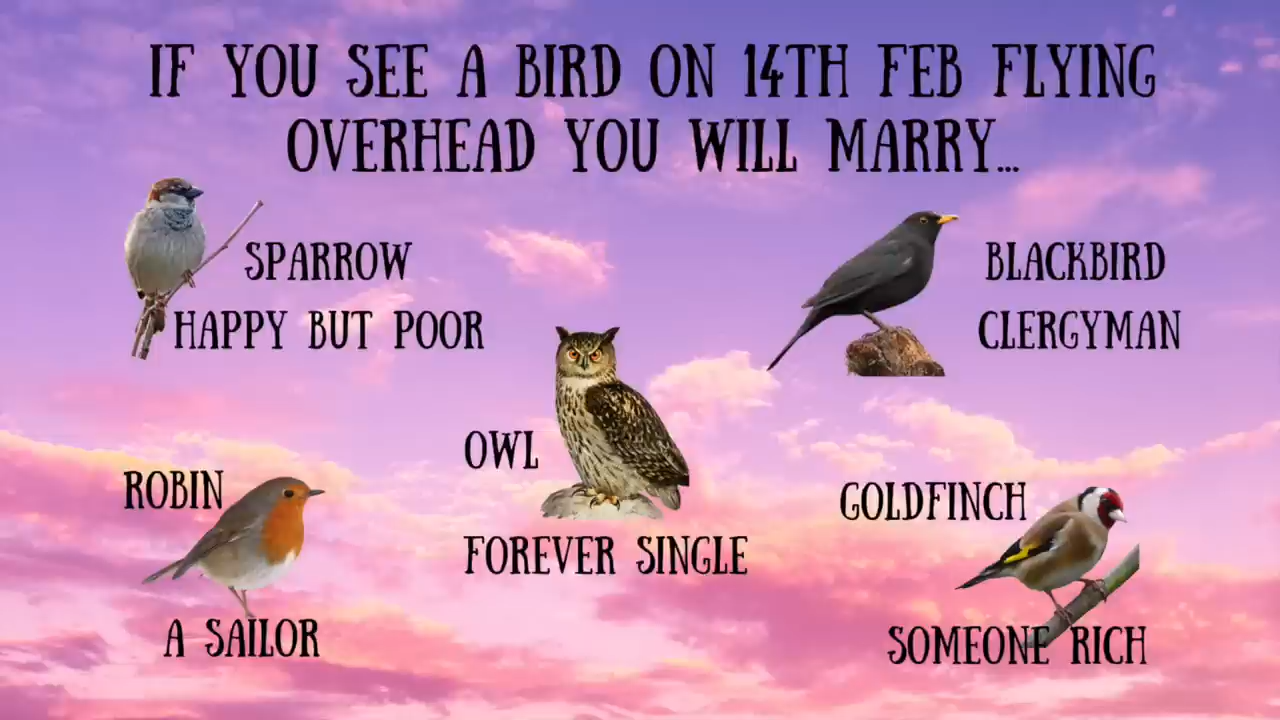 IF YOU SEE A BIRD ON 14TH FEB FLYING
OVERHEAD YOU WILL MARRY...
SPARROW
HAPPY BUT POOR
BLACKBIRD
CLERGYMAN
OWL
FOREVER SINGLE
ROBIN
A SAILOR
GOLDFINCH
SOMEONE RICH